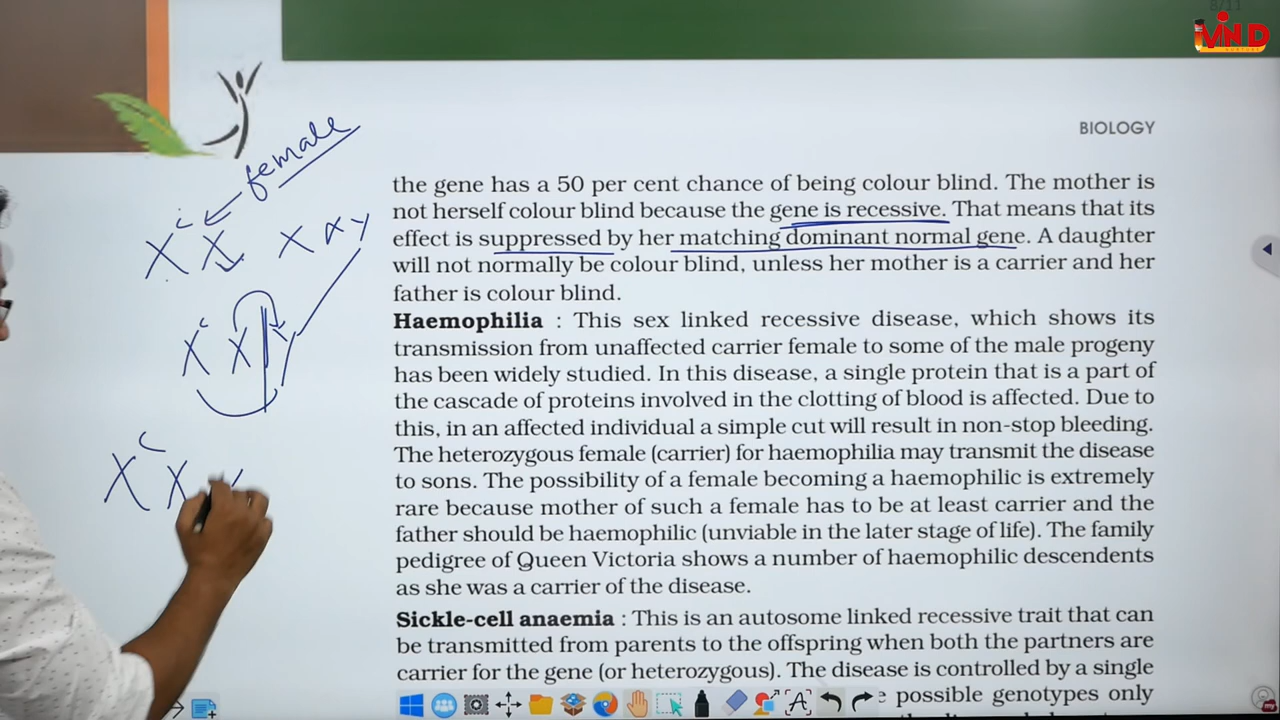 8/11
MIND
BIOLOGY
female
X^c X X X Y
X^c X
X^c X
the gene has a 50 per cent chance of being colour blind. The mother is
not herself colour blind because the gene is recessive. That means that its
effect is suppressed by her matching dominant normal gene. A daughter
will not normally be colour blind, unless her mother is a carrier and her
father is colour blind.
Haemophilia : This sex linked recessive disease, which shows its
transmission from unaffected carrier female to some of the male progeny
has been widely studied. In this disease, a single protein that is a part of
the cascade of proteins involved in the clotting of blood is affected. Due to
this, in an affected individual a simple cut will result in non-stop bleeding.
The heterozygous female (carrier) for haemophilia may transmit the disease
to sons. The possibility of a female becoming a haemophilic is extremely
rare because mother of such a female has to be at least carrier and the
father should be haemophilic (unviable in the later stage of life). The family
pedigree of Queen Victoria shows a number of haemophilic descendents
as she was a carrier of the disease.
Sickle-cell anaemia : This is an autosome linked recessive trait that can
be transmitted from parents to the offspring when both the partners are
carrier for the gene (or heterozygous). The disease is controlled by a single
e possible genotypes only